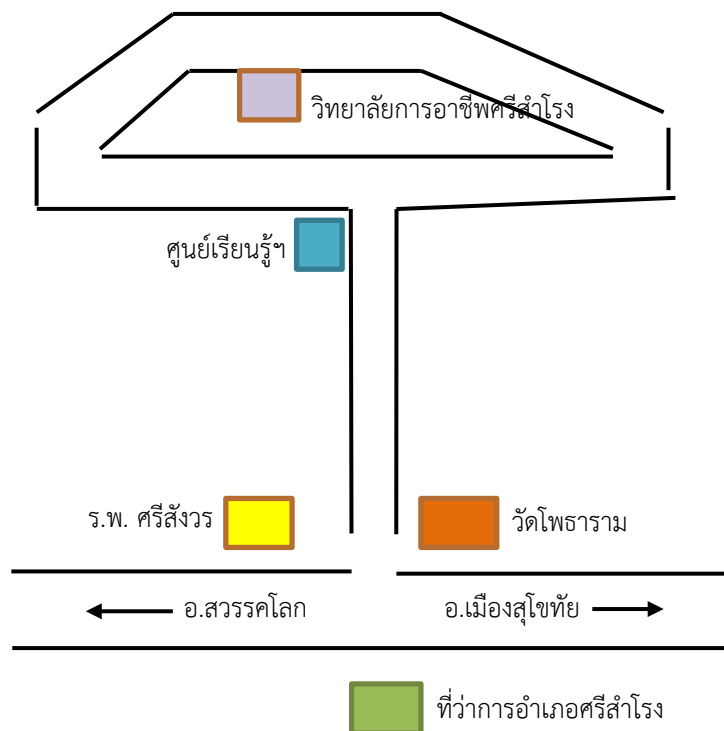 วิทยาลัยการอาชีพศรีสำโรง
ศูนย์เรียนรู้ฯ
ร.พ. ศรีสังวร
วัดโพธาราม
อ.สวรรคโลก
อ.เมืองสุโขทัย
ที่ว่าการอำเภอศรีสำโรง